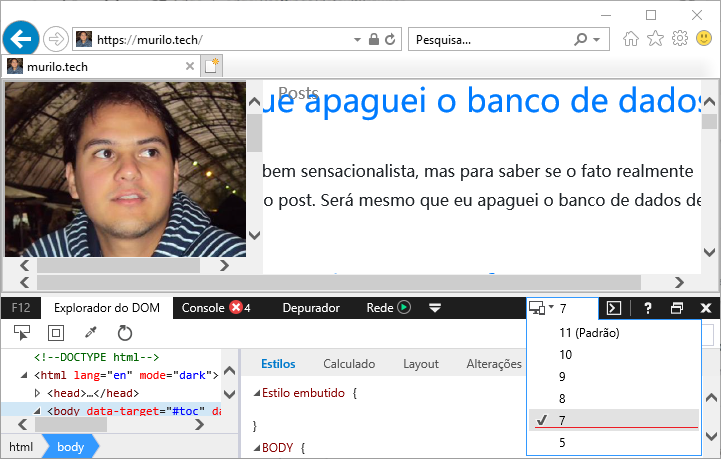 https://murilo.tech/
Pesquisa...
murilo.tech
Posts
ue apaguei o banco de dados
bem sensacionalista, mas para saber se o fato realmente
o post. Será mesmo que eu apaguei o banco de dados de
F12 Explorador do DOM Console 4 Depurador Rede 7 ?
11 (Padrão)
10
9
8
7
5
<!--DOCTYPE html-->
<html lang="en" mode="dark">
<head>…</head>
<body data-target="#toc" da
html body
Estilos Calculado Layout Alterações
Estilo embutido {
}
BODY {